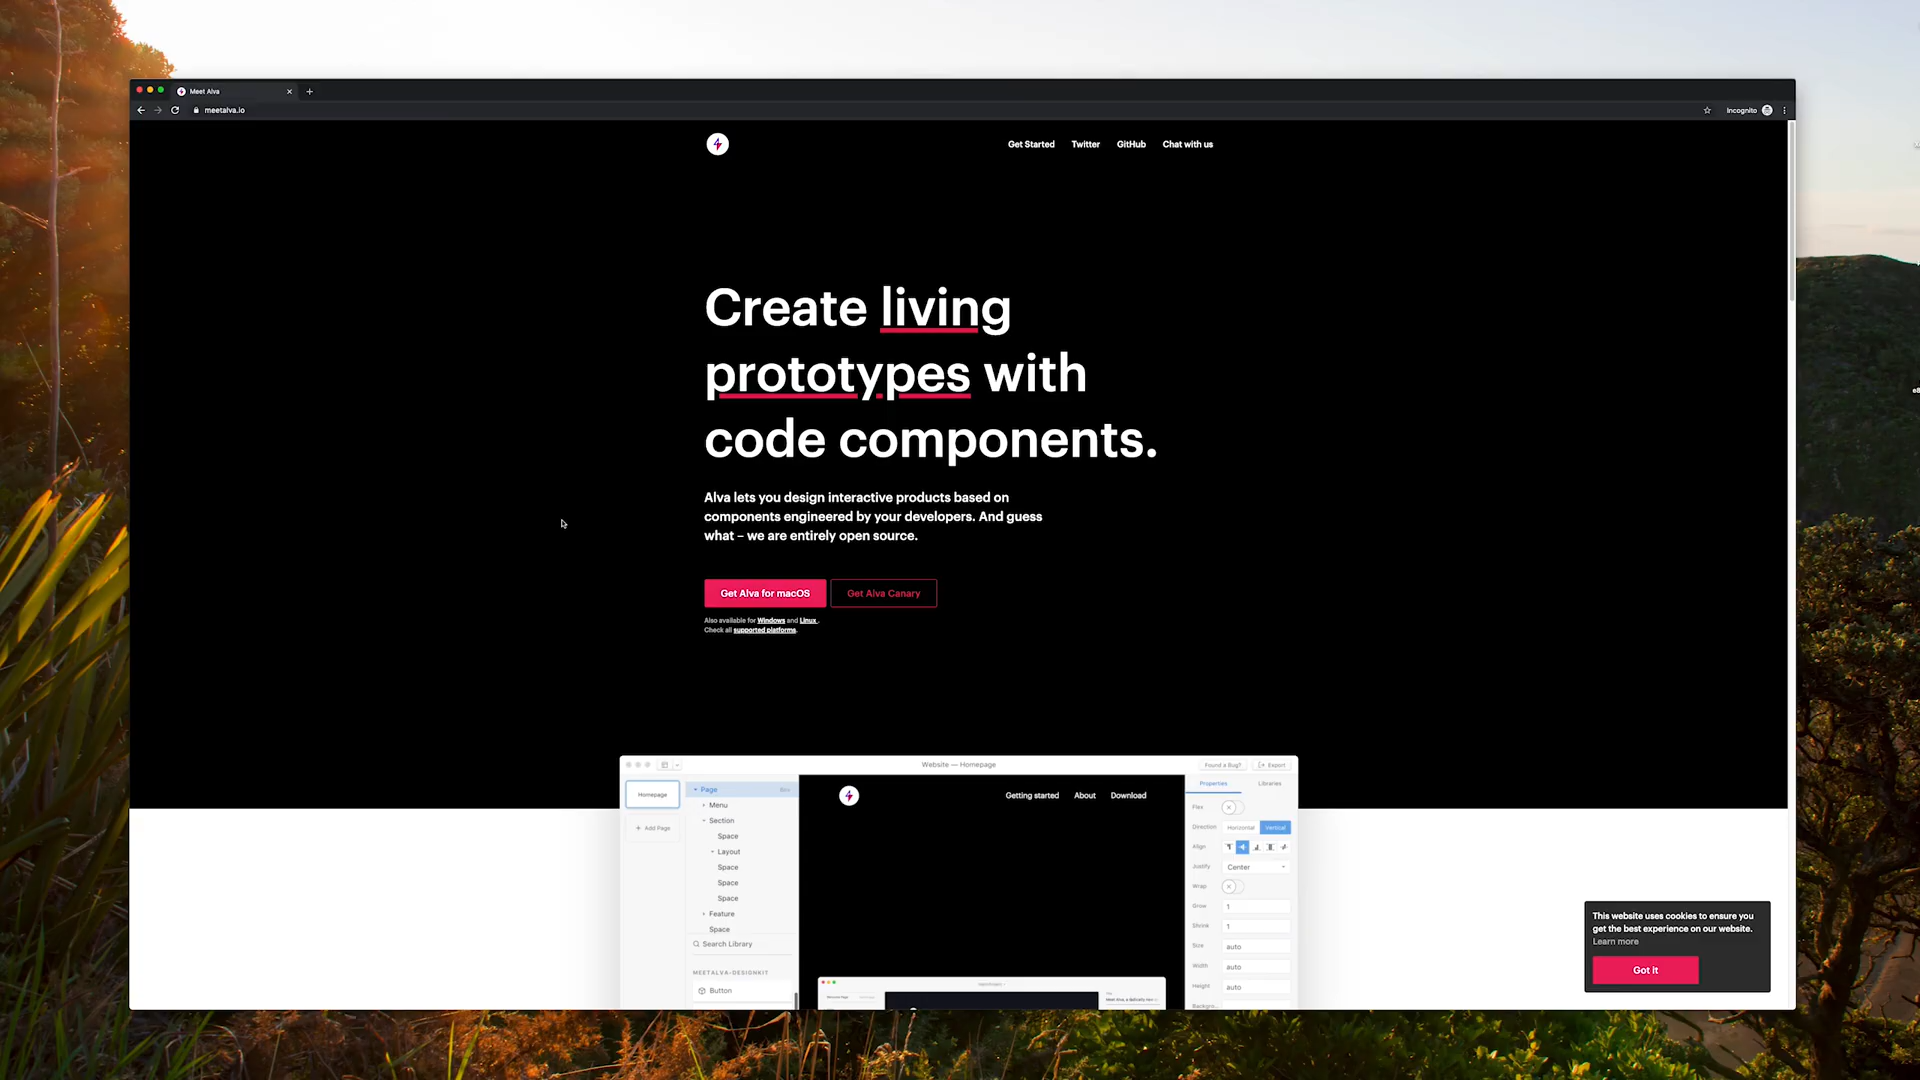 Meet Alva
meetalva.io
Incognito
Get Started Twitter GitHub Chat with us
Create living
prototypes with
code components.
Alva lets you design interactive products based on
components engineered by your developers. And guess
what – we are entirely open source.
Get Alva for macOS Get Alva Canary
Also available for Windows and Linux .
Check all supported platforms.
Website — Homepage
Found a Bug? Export
Homepage
Add Page
Page
Menu
Section
Space
Layout
Space
Space
Space
Feature
Space
Search Library
MEETALVA-DESIGNKIT
Button
Getting started About Download
Properties Libraries
Flex
Direction Horizontal Vertical
Align
Justify Center
Wrap
Grow 1
Shrink 1
Size auto
Width auto
Height auto
This website uses cookies to ensure you
get the best experience on our website.
Learn more
Got it